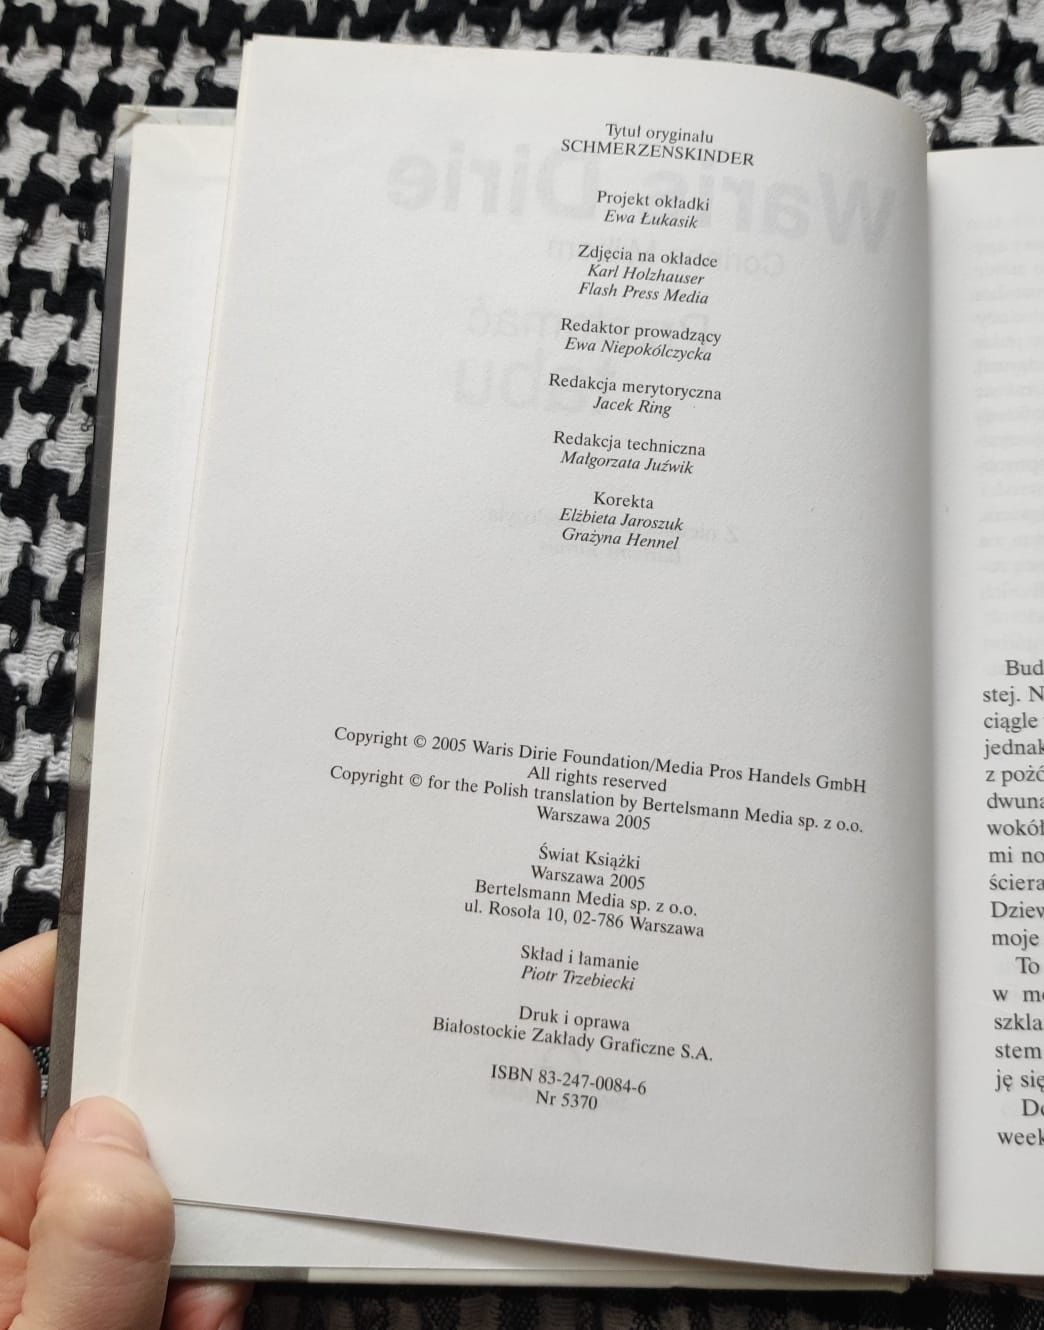 Tytuł oryginału
SCHMERZENSKINDER
Projekt okładki
Ewa Łukasik
Zdjęcia na okładce
Karl Holzhauser
Flash Press Media
Redaktor prowadzący
Ewa Niepokólczycka
Redakcja merytoryczna
Jacek Ring
Redakcja techniczna
Małgorzata Juźwik
Korekta
Elżbieta Jaroszuk
Grażyna Hennel
Copyright © 2005 Waris Dirie Foundation/Media Pros Handels GmbH
All rights reserved
Copyright © for the Polish translation by Bertelsmann Media sp. z o.o.
Warszawa 2005
Świat Książki
Warszawa 2005
Bertelsmann Media sp. z o.o.
ul. Rosoła 10, 02-786 Warszawa
Skład i łamanie
Piotr Trzebiecki
Druk i oprawa
Białostockie Zakłady Graficzne S.A.
ISBN 83-247-0084-6
Nr 5370
Waris Dirie
tabu
Bud
stej. N
ciągle
jednak
z pożó
dwuna
wokół
mi no
ściera
Dziew
moje
To
w mo
szkla
stem
ję się
Do
week